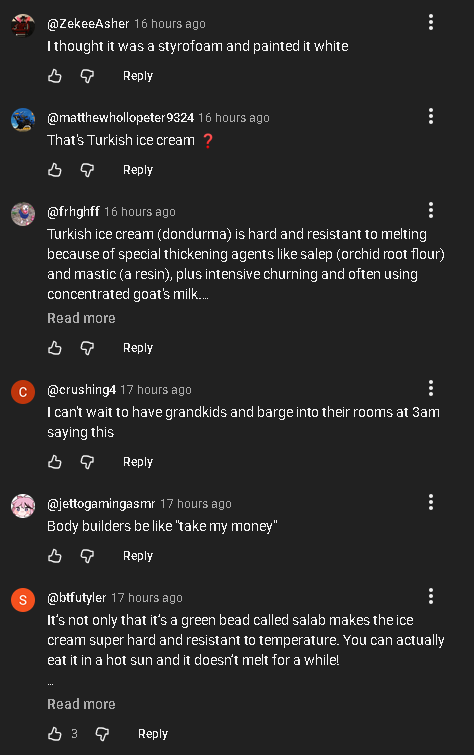 @ZekeeAsher 16 hours ago
I thought it was a styrofoam and painted it white
Reply
@matthewhollopeter9324 16 hours ago
That's Turkish ice cream ❓
Reply
@frhghff 16 hours ago
Turkish ice cream (dondurma) is hard and resistant to melting
because of special thickening agents like salep (orchid root flour)
and mastic (a resin), plus intensive churning and often using
concentrated goat's milk....
Read more
Reply
C
@crushing4 17 hours ago
I can't wait to have grandkids and barge into their rooms at 3am
saying this
Reply
@jettogamingasmr 17 hours ago
Body builders be like "take my money"
Reply
S
@btfutyler 17 hours ago
It's not only that it's a green bead called salab makes the ice
cream super hard and resistant to temperature. You can actually
eat it in a hot sun and it doesn't melt for a while!
...
Read more
3 Reply